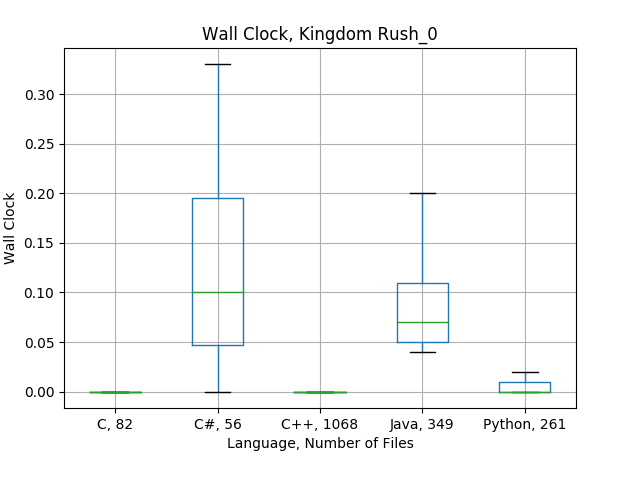 Wall Clock, Kingdom Rush_0
Wall Clock
0.30
0.25
0.20
0.15
0.10
0.05
0.00
C, 82
C#, 56
C++, 1068
Java, 349
Python, 261
Language, Number of Files